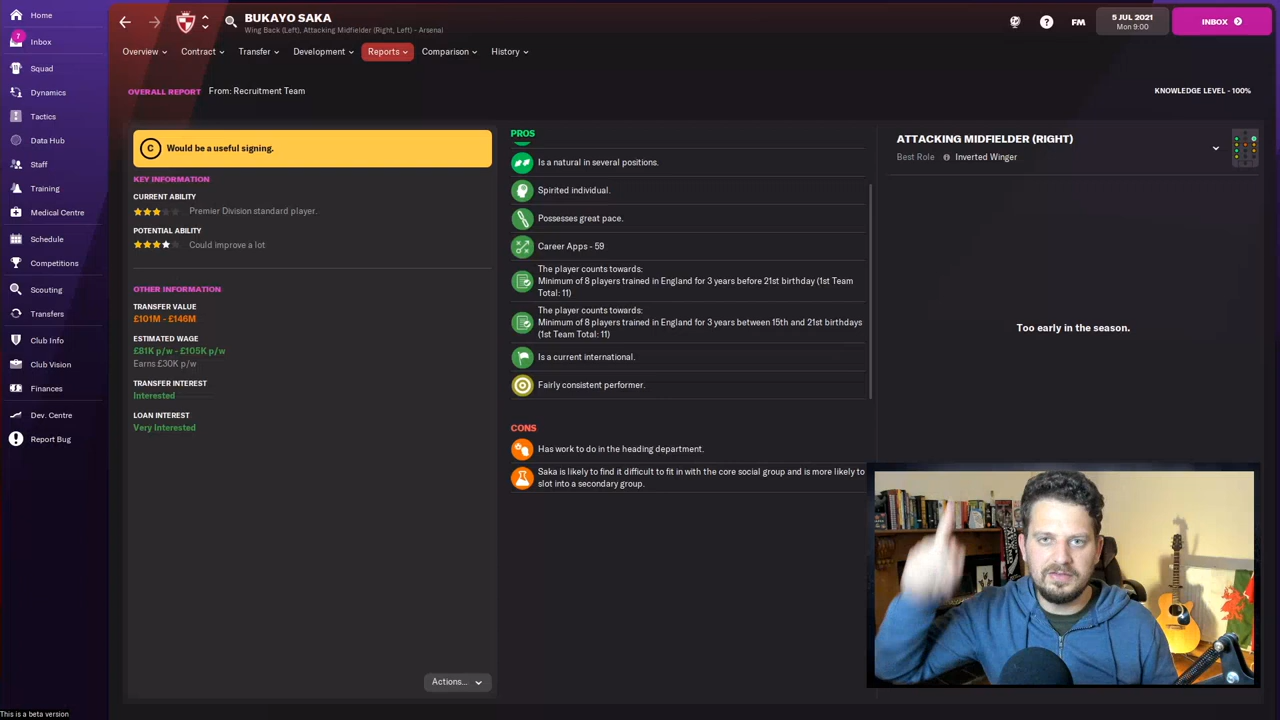 Home
7
Inbox
Squad
Dynamics
Tactics
Data Hub
Staff
Training
Medical Centre
Schedule
Competitions
Scouting
Transfers
Club Info
Club Vision
Finances
Dev. Centre
Report Bug
This is a beta version
BUKAYO SAKA
Wing Back (Left), Attacking Midfielder (Right, Left) - Arsenal
?
FM
5 JUL 2021
Mon 9:00
INBOX
Overview
Contract
Transfer
Development
Reports
Comparison
History
OVERALL REPORT From: Recruitment Team
KNOWLEDGE LEVEL - 100%
C Would be a useful signing.
KEY INFORMATION
CURRENT ABILITY
Premier Division standard player.
POTENTIAL ABILITY
Could improve a lot
OTHER INFORMATION
TRANSFER VALUE
£101M - £146M
ESTIMATED WAGE
£81K p/w - £105K p/w
Earns £30K p/w
TRANSFER INTEREST
Interested
LOAN INTEREST
Very Interested
Actions...
PROS
Is a natural in several positions.
Spirited individual.
Possesses great pace.
Career Apps - 59
The player counts towards:
Minimum of 8 players trained in England for 3 years before 21st birthday (1st Team
Total: 11)
The player counts towards:
Minimum of 8 players trained in England for 3 years between 15th and 21st birthdays
(1st Team Total: 11)
Is a current international.
Fairly consistent performer.
CONS
Has work to do in the heading department.
Saka is likely to find it difficult to fit in with the core social group and is more likely to
slot into a secondary group.
ATTACKING MIDFIELDER (RIGHT)
Best Role Inverted Winger
Too early in the season.